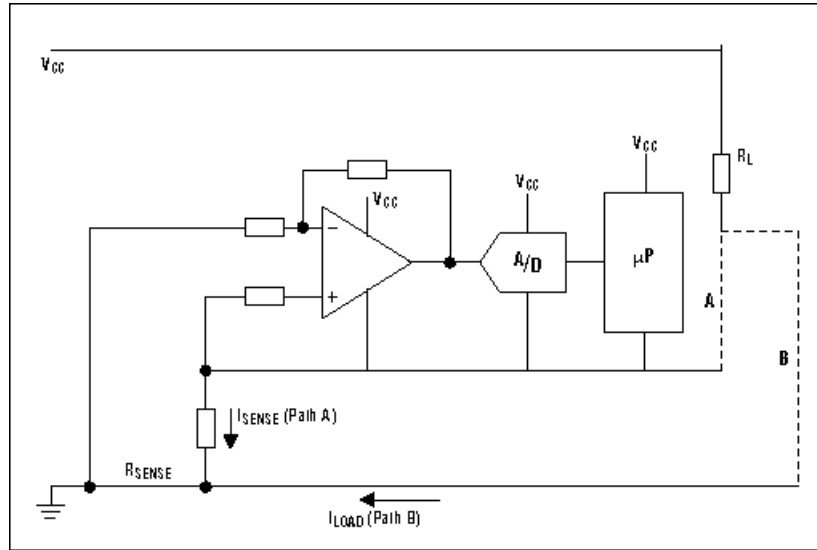 VCC
RL
VCC
VCC
VCC
−
+
A/D
μP
A
B
ISENSE (Path A)
RSENSE
ILOAD (Path B)